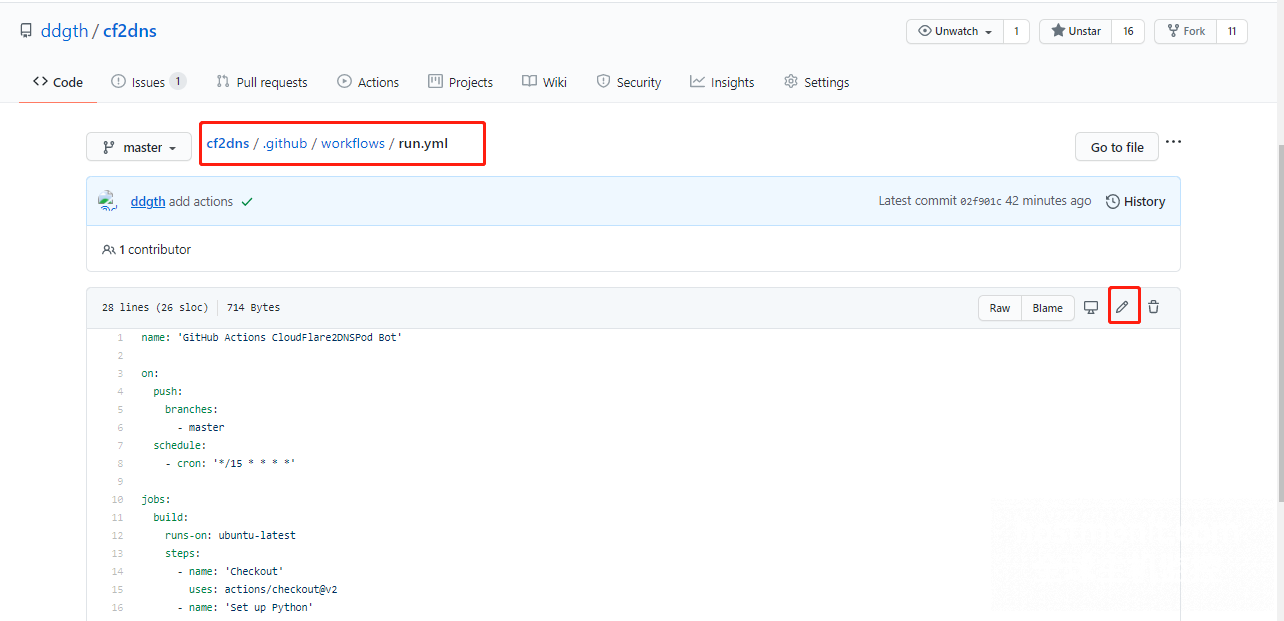 ddgth / cf2dns
Unwatch 1 Unstar 16 Fork 11
Code Issues 1 Pull requests Actions Projects Wiki Security Insights Settings
master cf2dns / .github / workflows / run.yml Go to file ...
ddgth add actions Latest commit 02f901c 42 minutes ago History
1 contributor
28 lines (26 sloc) 714 Bytes Raw Blame
1 name: 'GitHub Actions CloudFlare2DNSPod Bot'
2
3 on:
4 push:
5 branches:
6 - master
7 schedule:
8 - cron: '*/15 * * * *'
9
10 jobs:
11 build:
12 runs-on: ubuntu-latest
13 steps:
14 - name: 'Checkout'
15 uses: actions/checkout@v2
16 - name: 'Set up Python'